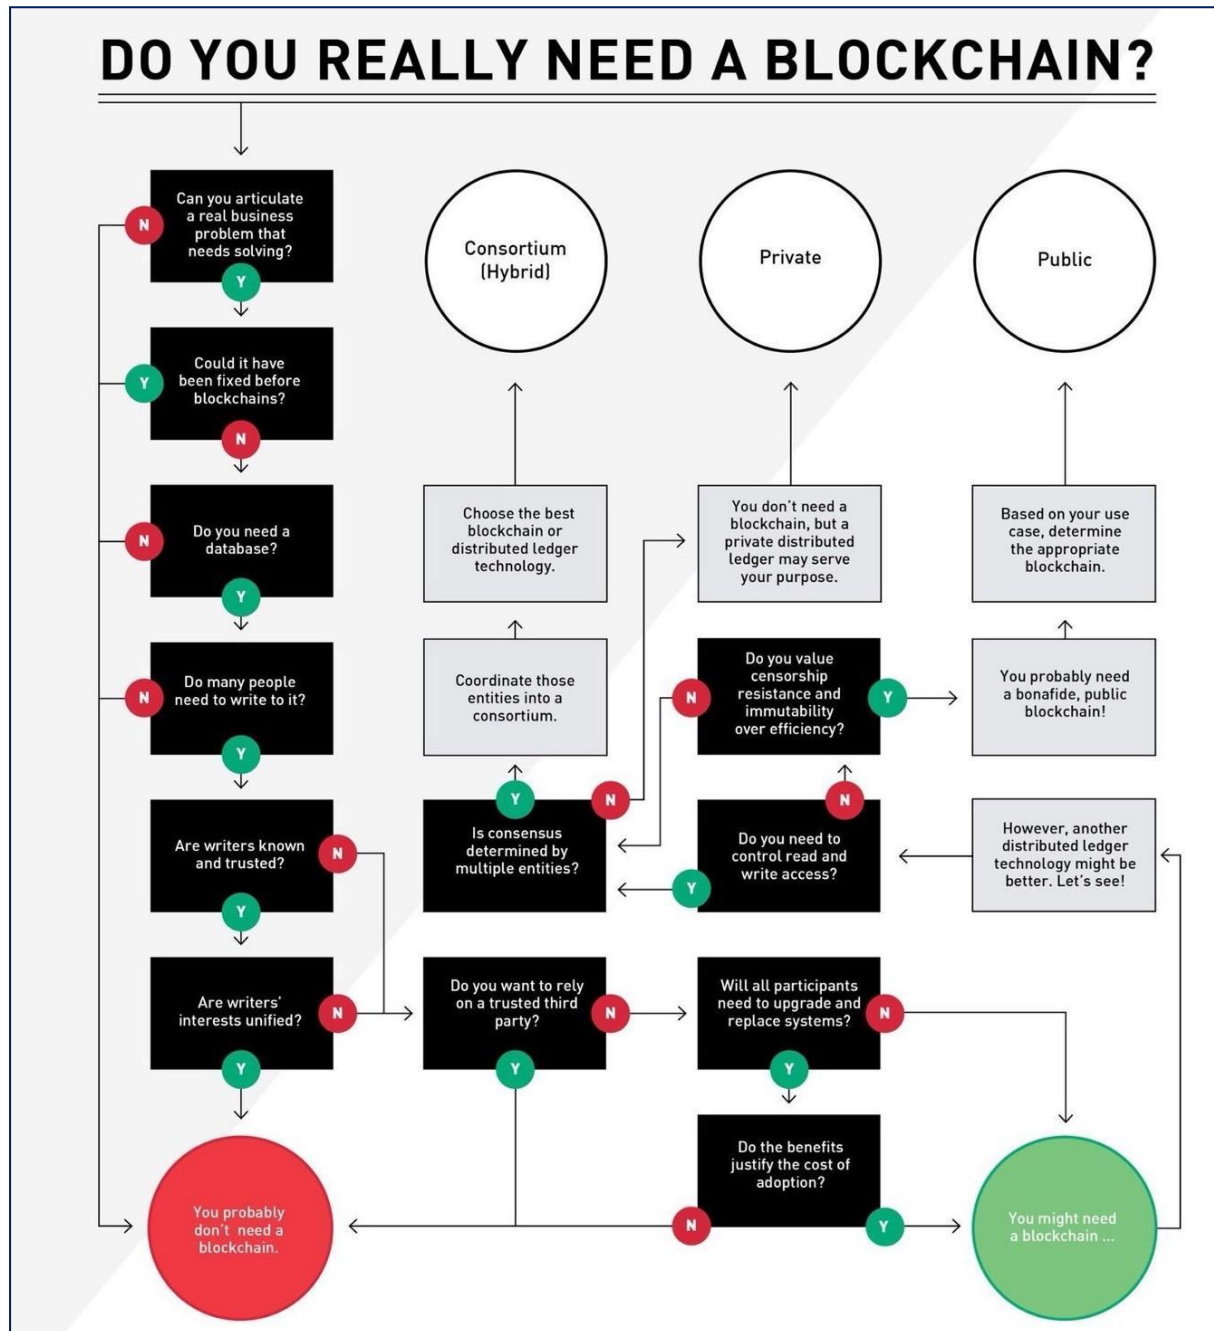 DO YOU REALLY NEED A BLOCKCHAIN?
Can you articulate
a real business
problem that
needs solving?
N
Y
Consortium
(Hybrid)
Private
Public
Could it have
been fixed before
blockchains?
Y
N
Do you need a
database?
N
Y
Choose the best
blockchain or
distributed ledger
technology.
You don't need a
blockchain, but a
private distributed
ledger may serve
your purpose.
Based on your use
case, determine
the appropriate
blockchain.
Do many people
need to write to it?
N
Y
Coordinate those
entities into a
consortium.
Do you value
censorship
resistance and
immutability
over efficiency?
N
Y
You probably need
a bonafide, public
blockchain!
Are writers known
and trusted?
N
Y
Y
N
Is consensus
determined by
multiple entities?
N
Do you need to
control read and
write access?
Y
However, another
distributed ledger
technology might be
better. Let's see!
Are writers'
interests unified?
N
Y
Do you want to rely
on a trusted third
party?
N
Y
Will all participants
need to upgrade and
replace systems?
N
Y
You probably
don't need a
blockchain.
Do the benefits
justify the cost of
adoption?
N
Y
You might need
a blockchain ...